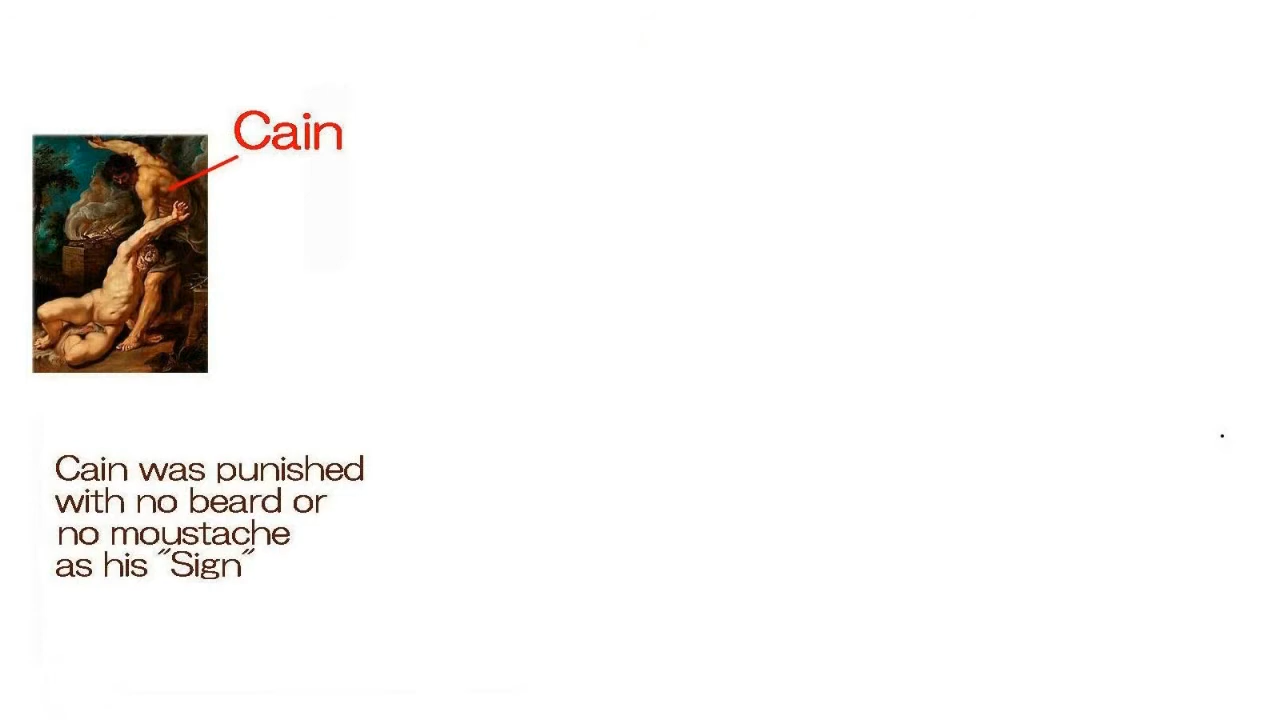 Cain
Cain was punished
with no beard or
no moustache
as his "Sign"